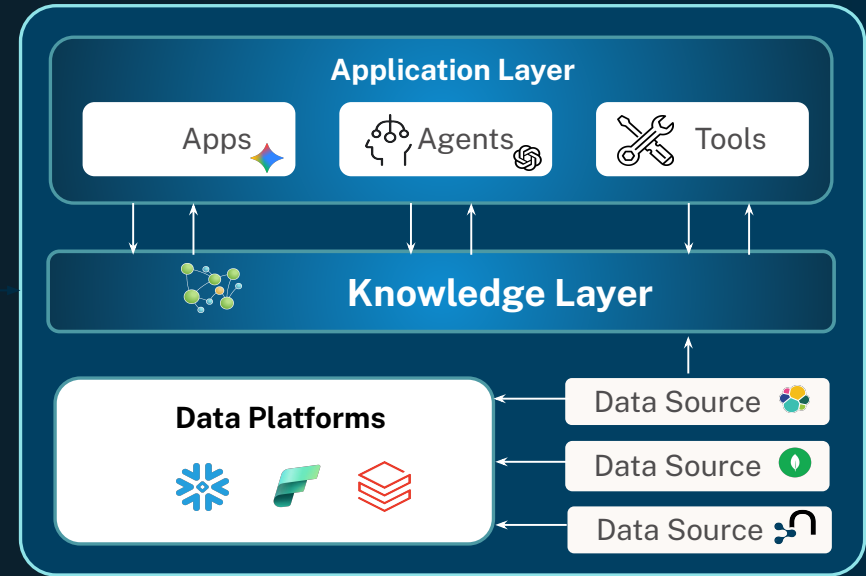 Application Layer
Apps
Agents
Tools
Knowledge Layer
Data Platforms
Data Source
Data Source
Data Source